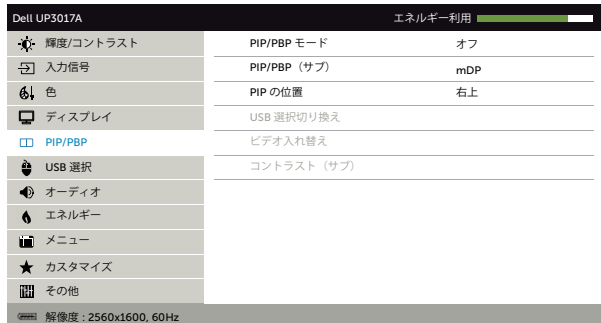 Dell UP3017A エネルギー利用
輝度/コントラスト PIP/PBP モード オフ
入力信号 PIP/PBP（サブ） mDP
色 PIP の位置 右上
ディスプレイ USB 選択切り換え
PIP/PBP ビデオ入れ替え
USB 選択 コントラスト（サブ）
オーディオ
エネルギー
メニュー
カスタマイズ
その他
解像度 : 2560x1600, 60Hz